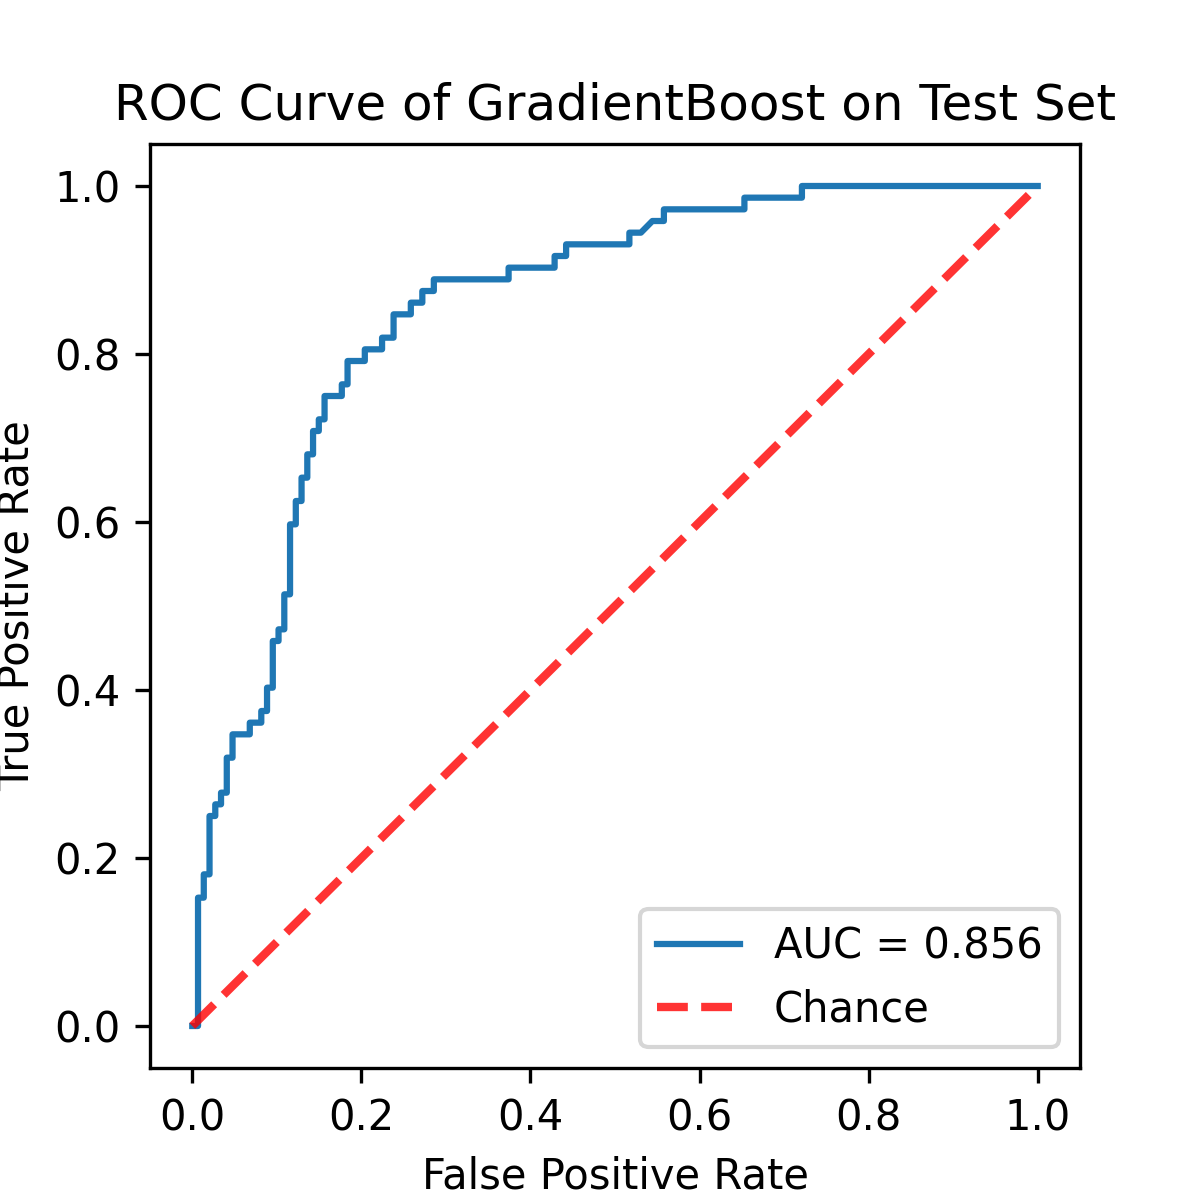 ROC Curve of GradientBoost on Test Set
True Positive Rate
1.0
0.8
0.6
0.4
0.2
0.0
AUC = 0.856
Chance
0.0 0.2 0.4 0.6 0.8 1.0
False Positive Rate